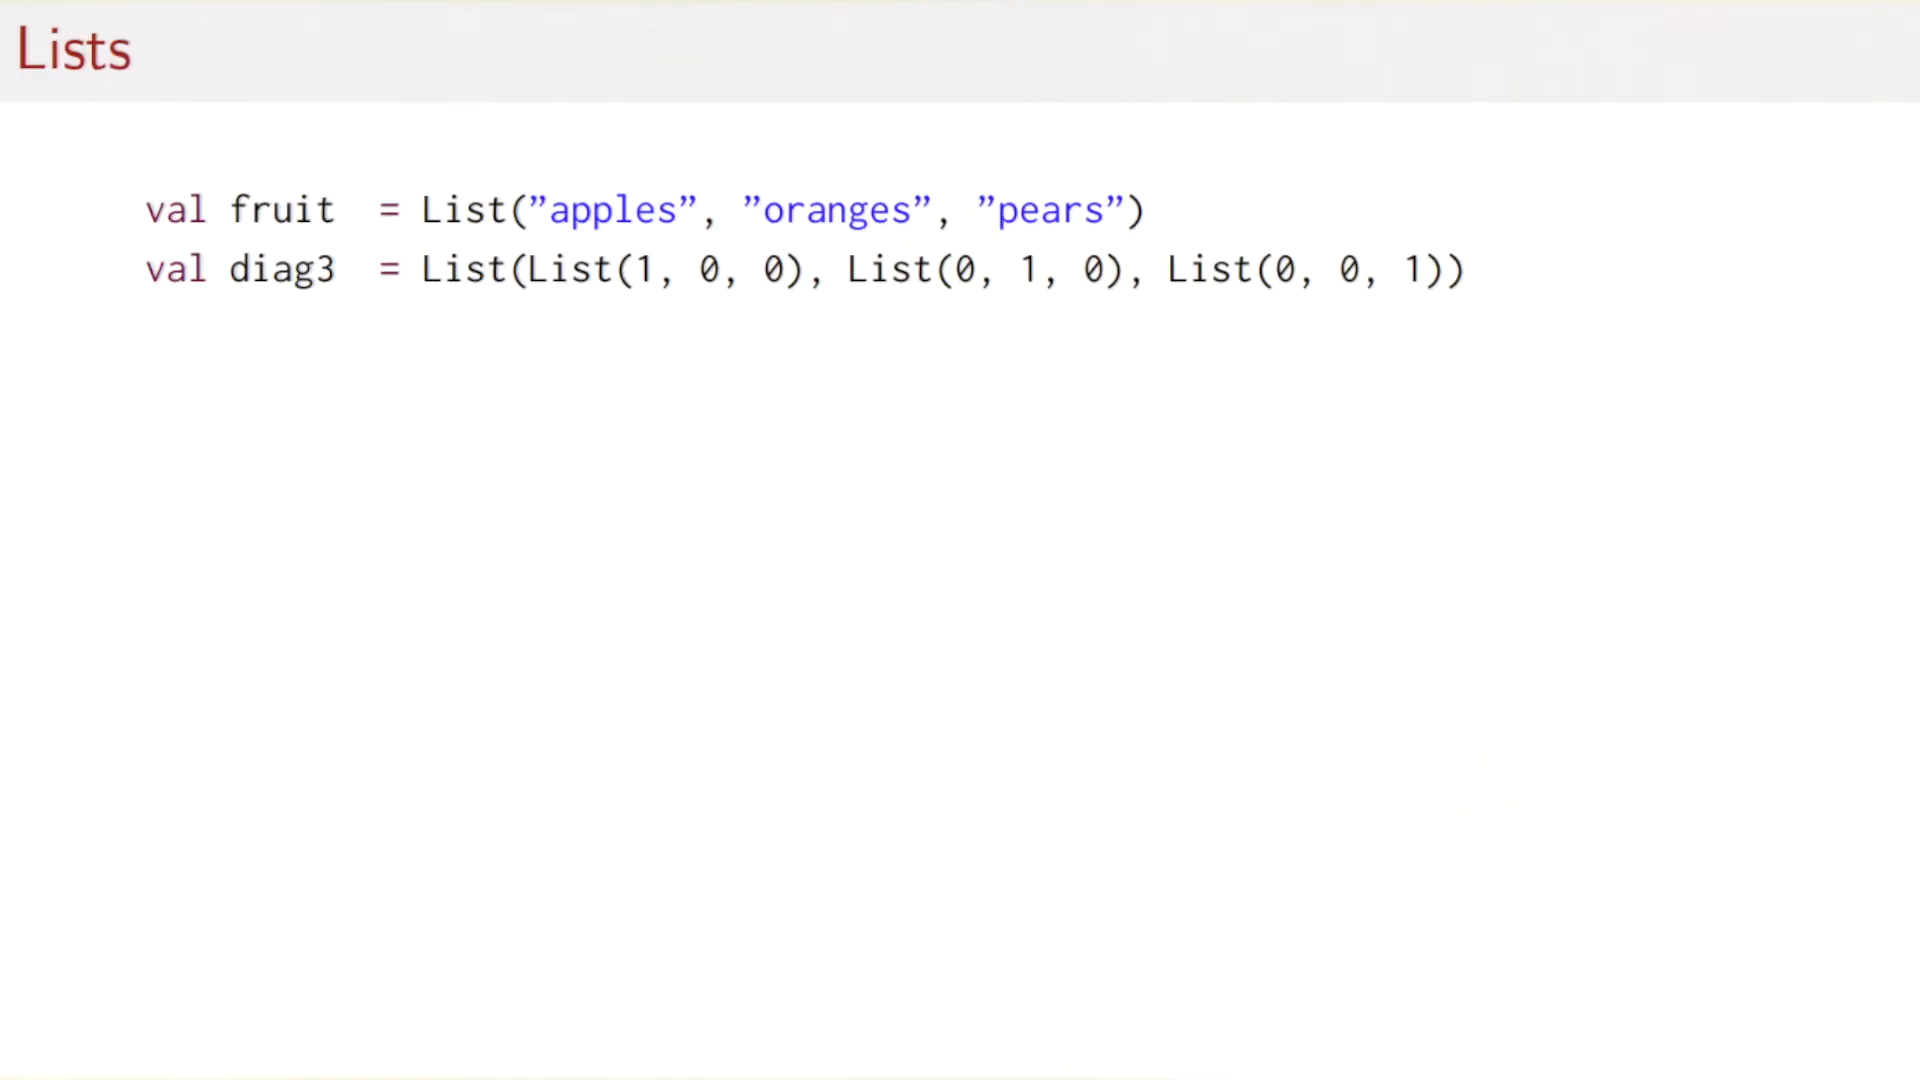 Lists
val fruit  = List(”apples”, ”oranges”, ”pears”)
val diag3  = List(List(1, 0, 0), List(0, 1, 0), List(0, 0, 1))